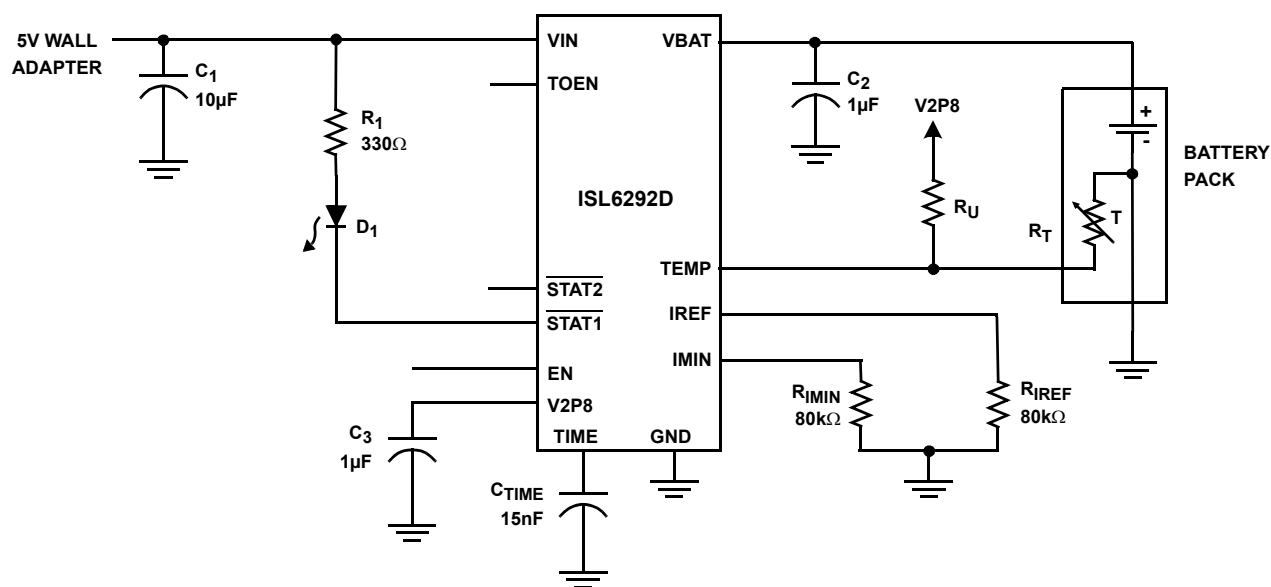 5V WALL
ADAPTER
C1
10µF
R1
330Ω
D1
VIN
TOEN
STAT2
STAT1
EN
V2P8
TIME
GND
ISL6292D
VBAT
TEMP
IREF
IMIN
C3
1µF
CTIME
15nF
C2
1µF
V2P8
RU
RT
T
+
-
BATTERY
PACK
RIMIN
80kΩ
RIREF
80kΩ